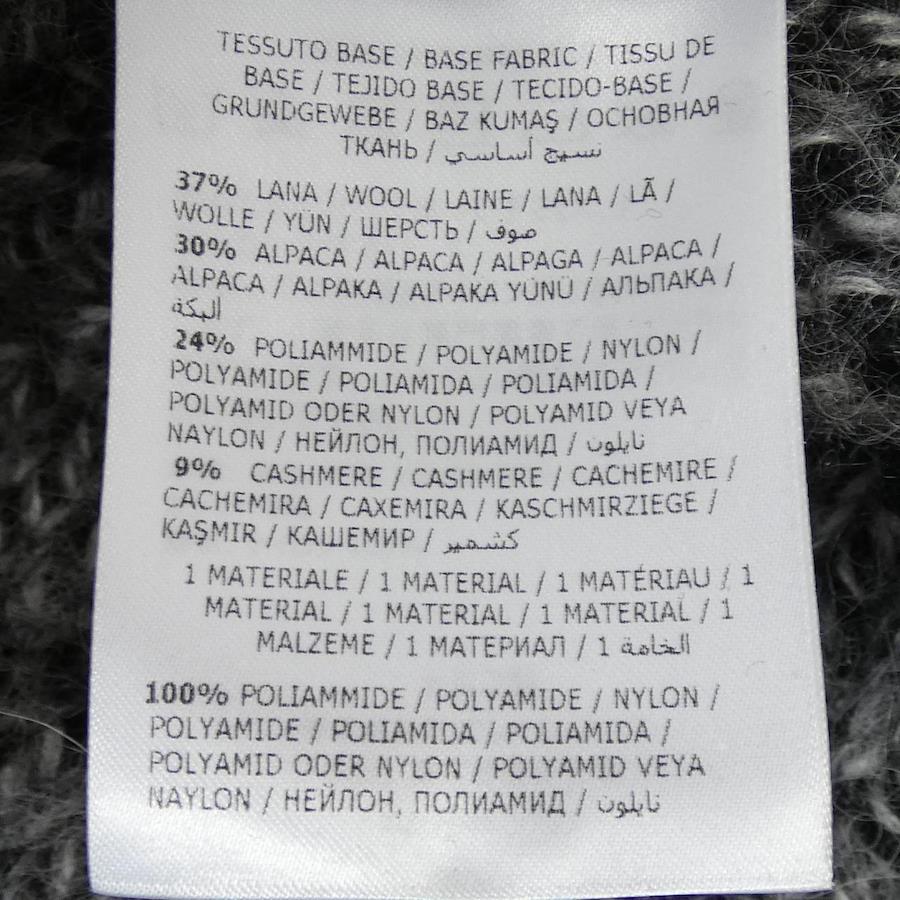 TESSUTO BASE / BASE FABRIC / TISSU DE
BASE / TEJIDO BASE / TECIDO-BASE /
GRUNDGEWEBE / BAZ KUMAŞ / ОСНОВНАЯ
ТКАНЬ / نسيج أساسي
37% LANA / WOOL / LAINE / LANA / LÃ /
WOLLE / YÜN / ШЕРСТЬ / صوف
30% ALPACA / ALPACA / ALPAGA / ALPACA /
ALPACA / ALPAKA / ALPAKA YÜNÜ / АЛЬПАКА /
البكة
24% POLIAMMIDE / POLYAMIDE / NYLON /
POLYAMIDE / POLIAMIDA / POLIAMIDA /
POLYAMID ODER NYLON / POLYAMID VEYA
NAYLON / НЕЙЛОН, ПОЛИАМИД / نايلون
9% CASHMERE / CASHMERE / CACHEMIRE /
CACHEMIRA / CAXEMIRA / KASCHMIRZIEGE /
KAŞMIR / КАШЕМИР / كشمير
1 MATERIALE / 1 MATERIAL / 1 MATÉRIAU / 1
MATERIAL / 1 MATERIAL / 1 MATERIAL / 1
MALZEME / 1 МАТЕРИАЛ / 1 الخامة
100% POLIAMMIDE / POLYAMIDE / NYLON /
POLYAMIDE / POLIAMIDA / POLIAMIDA /
POLYAMID ODER NYLON / POLYAMID VEYA
NAYLON / НЕЙЛОН, ПОЛИАМИД / نايلون